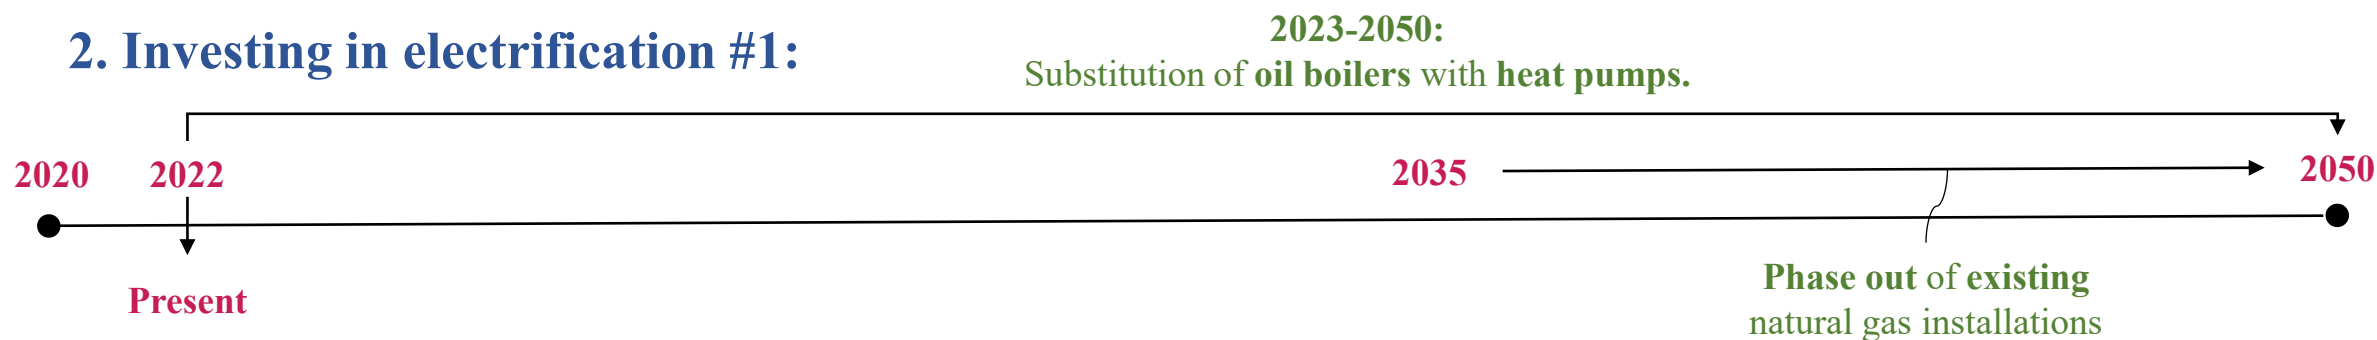 2. Investing in electrification #1:
2023-2050:
Substitution of oil boilers with heat pumps.
2020
2022
2035
2050
Present
Phase out of existing
natural gas installations